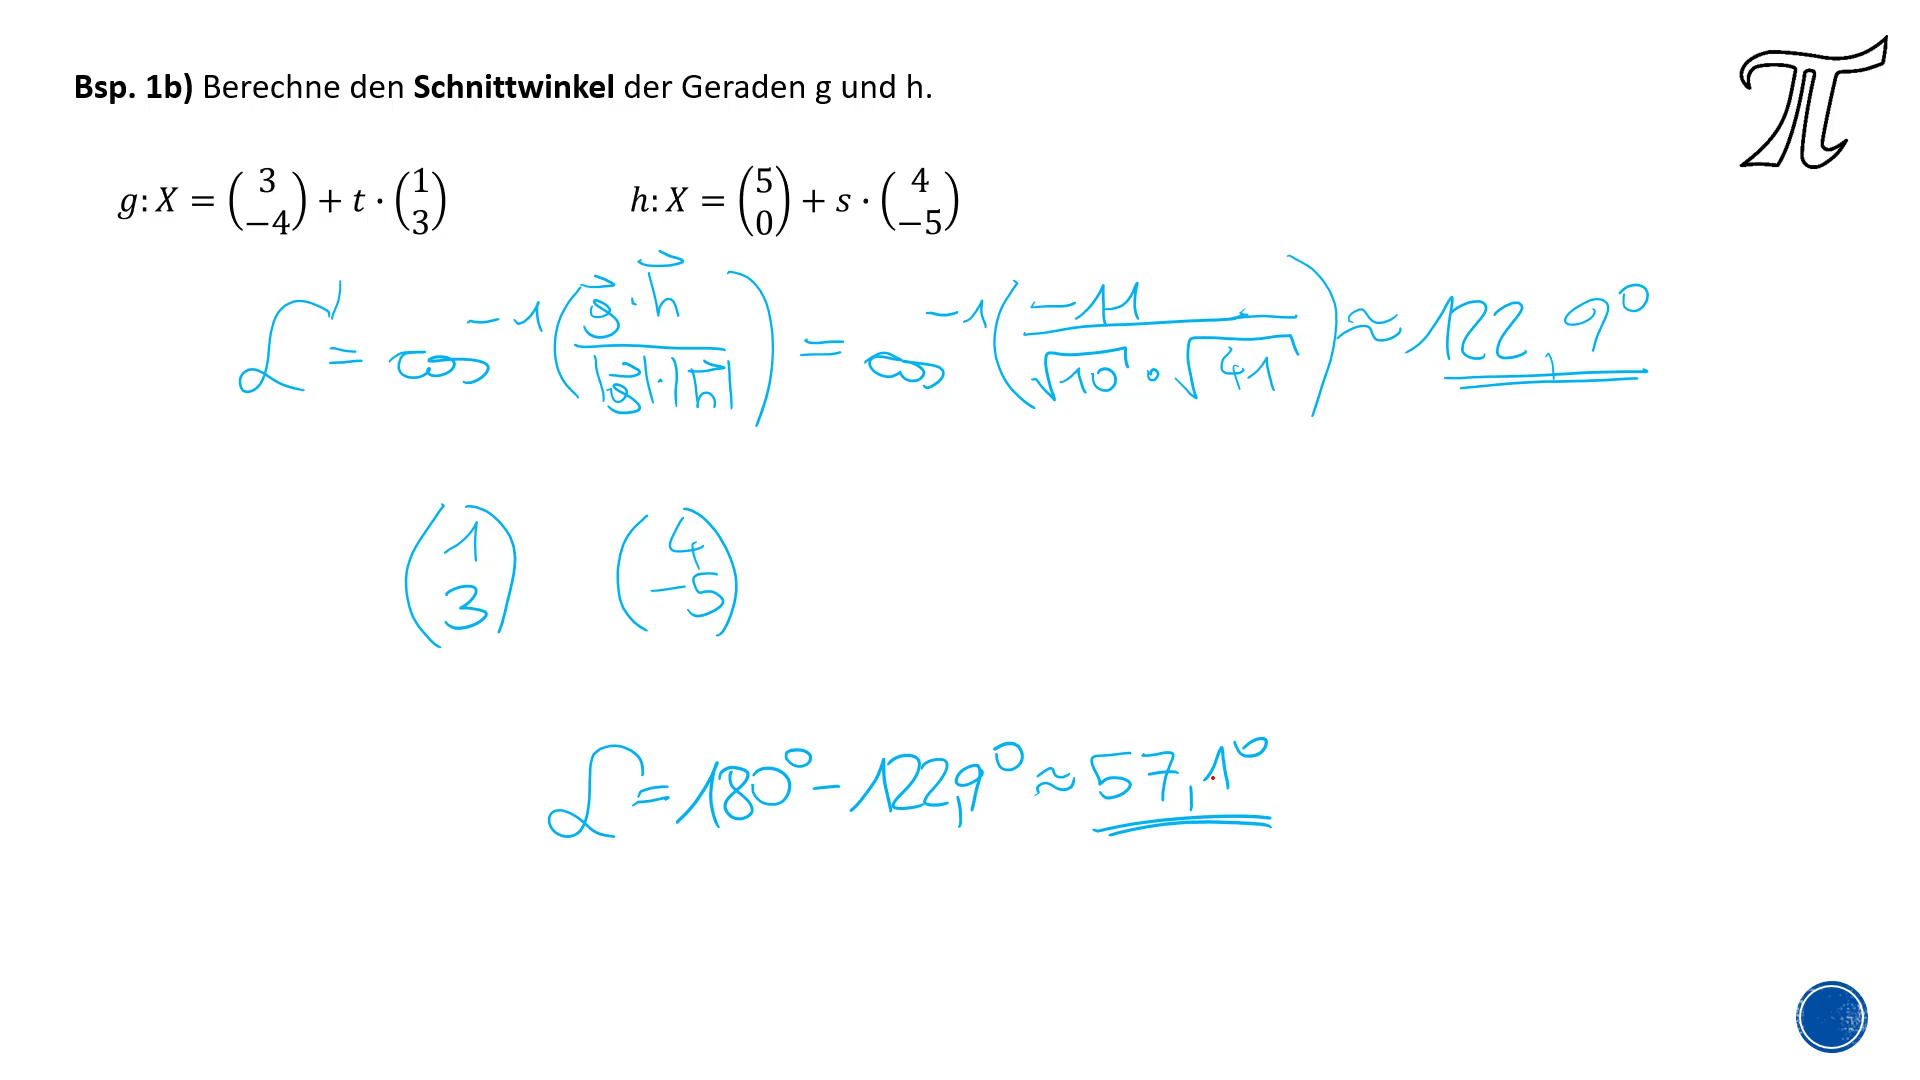 Bsp. 1b) Berechne den Schnittwinkel der Geraden g und h.
g: X = (3 −4) + t · (1 3) h: X = (5 0) + s · (4 −5)
α' = cos⁻¹(g⃗ · h⃗ / |g⃗| · |h⃗|) = cos⁻¹(−11 / √10 · √41) ≈ 122,9°
(1 3) (4 −5)
α = 180° − 122,9° ≈ 57,1°